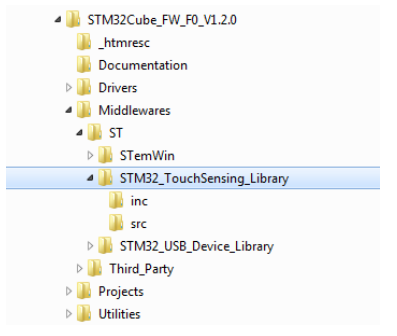 STM32Cube_FW_F0_V1.2.0
_htmresc
Documentation
Drivers
Middlewares
ST
STemWin
STM32_TouchSensing_Library
inc
src
STM32_USB_Device_Library
Third_Party
Projects
Utilities